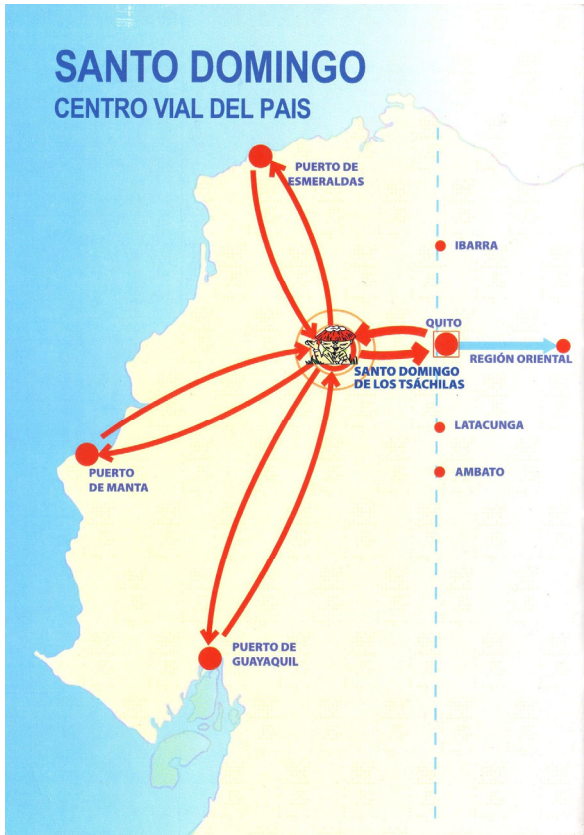 SANTO DOMINGO
CENTRO VIAL DEL PAIS
PUERTO DE
ESMERALDAS
IBARRA
QUITO
REGIÓN ORIENTAL
SANTO DOMINGO
DE LOS TSÁCHILAS
LATACUNGA
PUERTO
DE MANTA
AMBATO
PUERTO DE
GUAYAQUIL